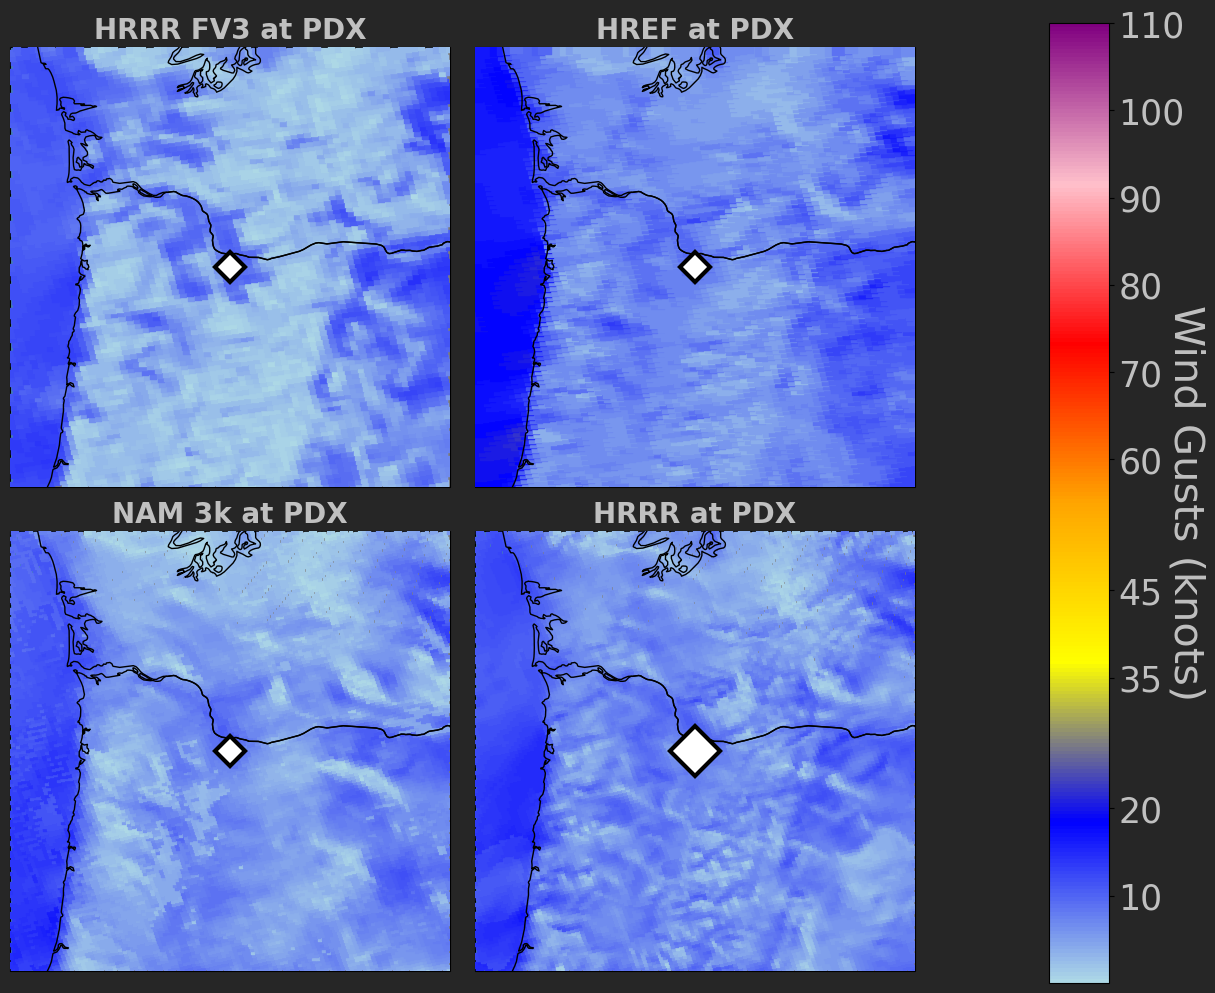 HRRR FV3 at PDX
HREF at PDX
NAM 3k at PDX
HRRR at PDX
110
100
90
80
70
60
45
35
20
10
Wind Gusts (knots)